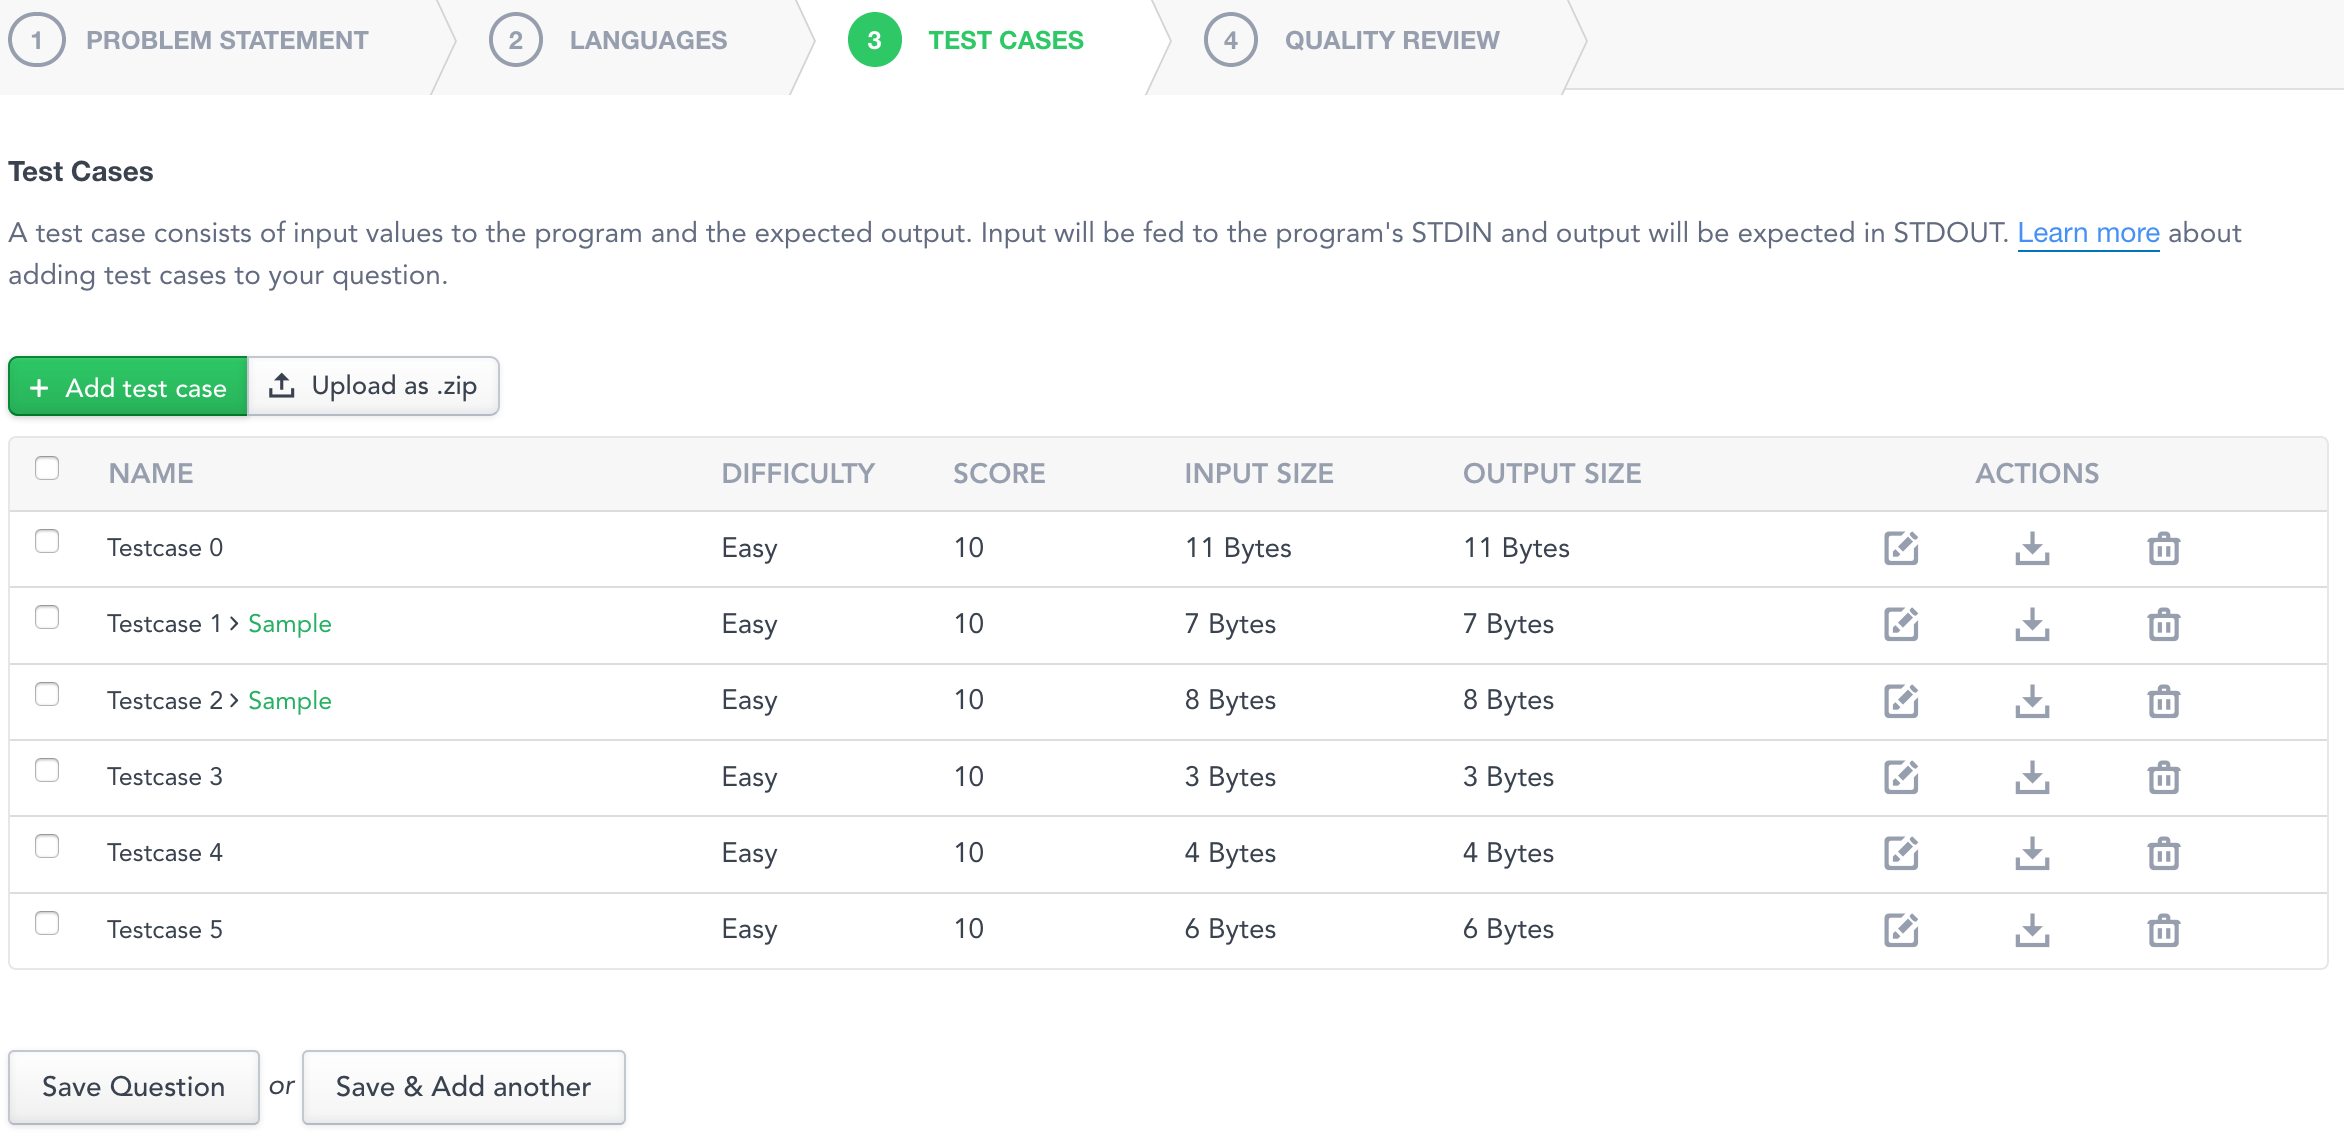 1 PROBLEM STATEMENT 2 LANGUAGES 3 TEST CASES 4 QUALITY REVIEW
Test Cases
A test case consists of input values to the program and the expected output. Input will be fed to the program's STDIN and output will be expected in STDOUT. Learn more about
adding test cases to your question.
+ Add test case Upload as .zip
NAME DIFFICULTY SCORE INPUT SIZE OUTPUT SIZE ACTIONS
Testcase 0 Easy 10 11 Bytes 11 Bytes
Testcase 1 > Sample Easy 10 7 Bytes 7 Bytes
Testcase 2 > Sample Easy 10 8 Bytes 8 Bytes
Testcase 3 Easy 10 3 Bytes 3 Bytes
Testcase 4 Easy 10 4 Bytes 4 Bytes
Testcase 5 Easy 10 6 Bytes 6 Bytes
Save Question or Save & Add another